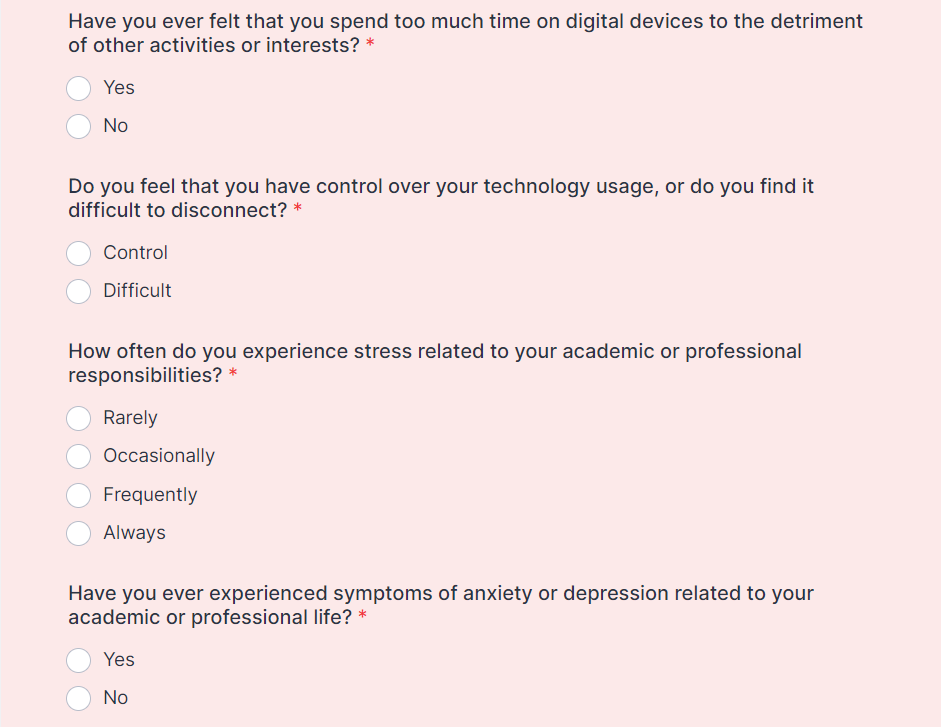 Have you ever felt that you spend too much time on digital devices to the detriment
of other activities or interests? *
Yes
No
Do you feel that you have control over your technology usage, or do you find it
difficult to disconnect? *
Control
Difficult
How often do you experience stress related to your academic or professional
responsibilities? *
Rarely
Occasionally
Frequently
Always
Have you ever experienced symptoms of anxiety or depression related to your
academic or professional life? *
Yes
No